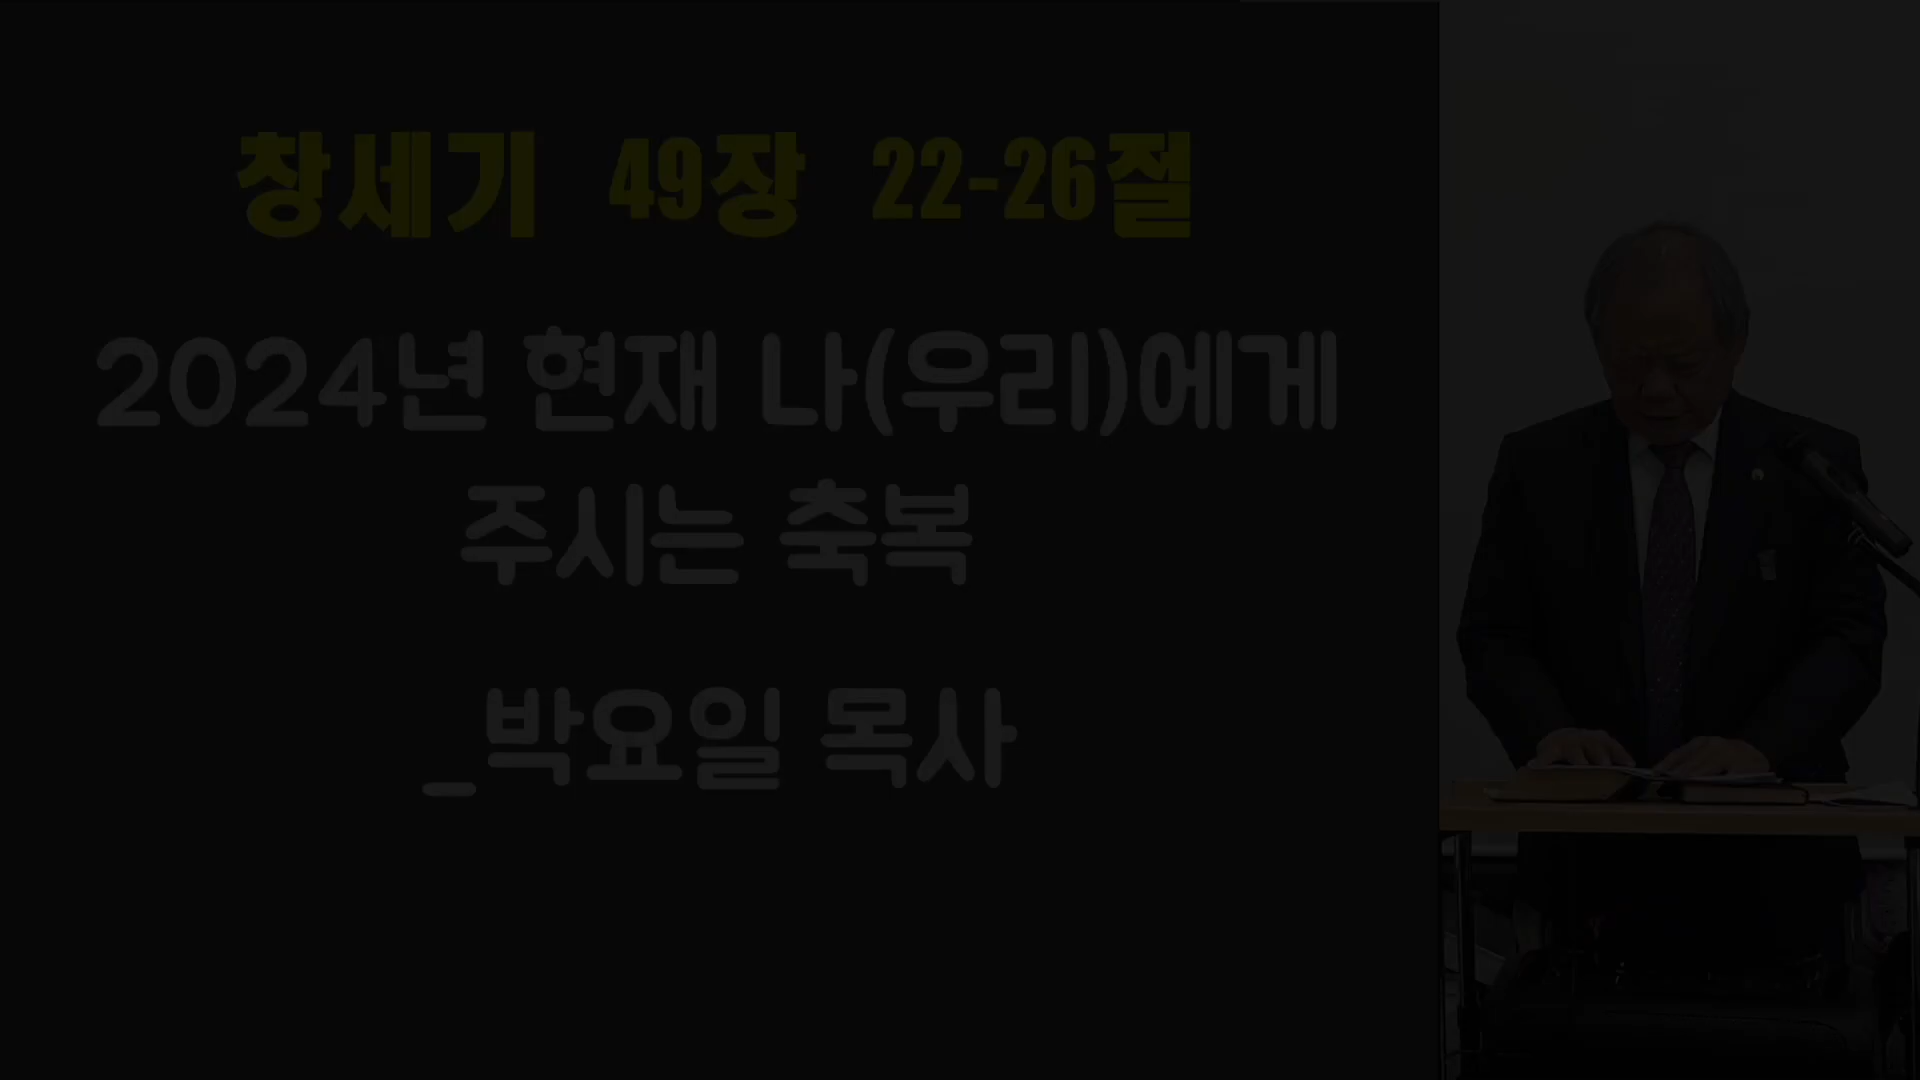 창세기 49장 22-26절
2024년 현재 나(우리)에게
주시는 축복
_박요일 목사